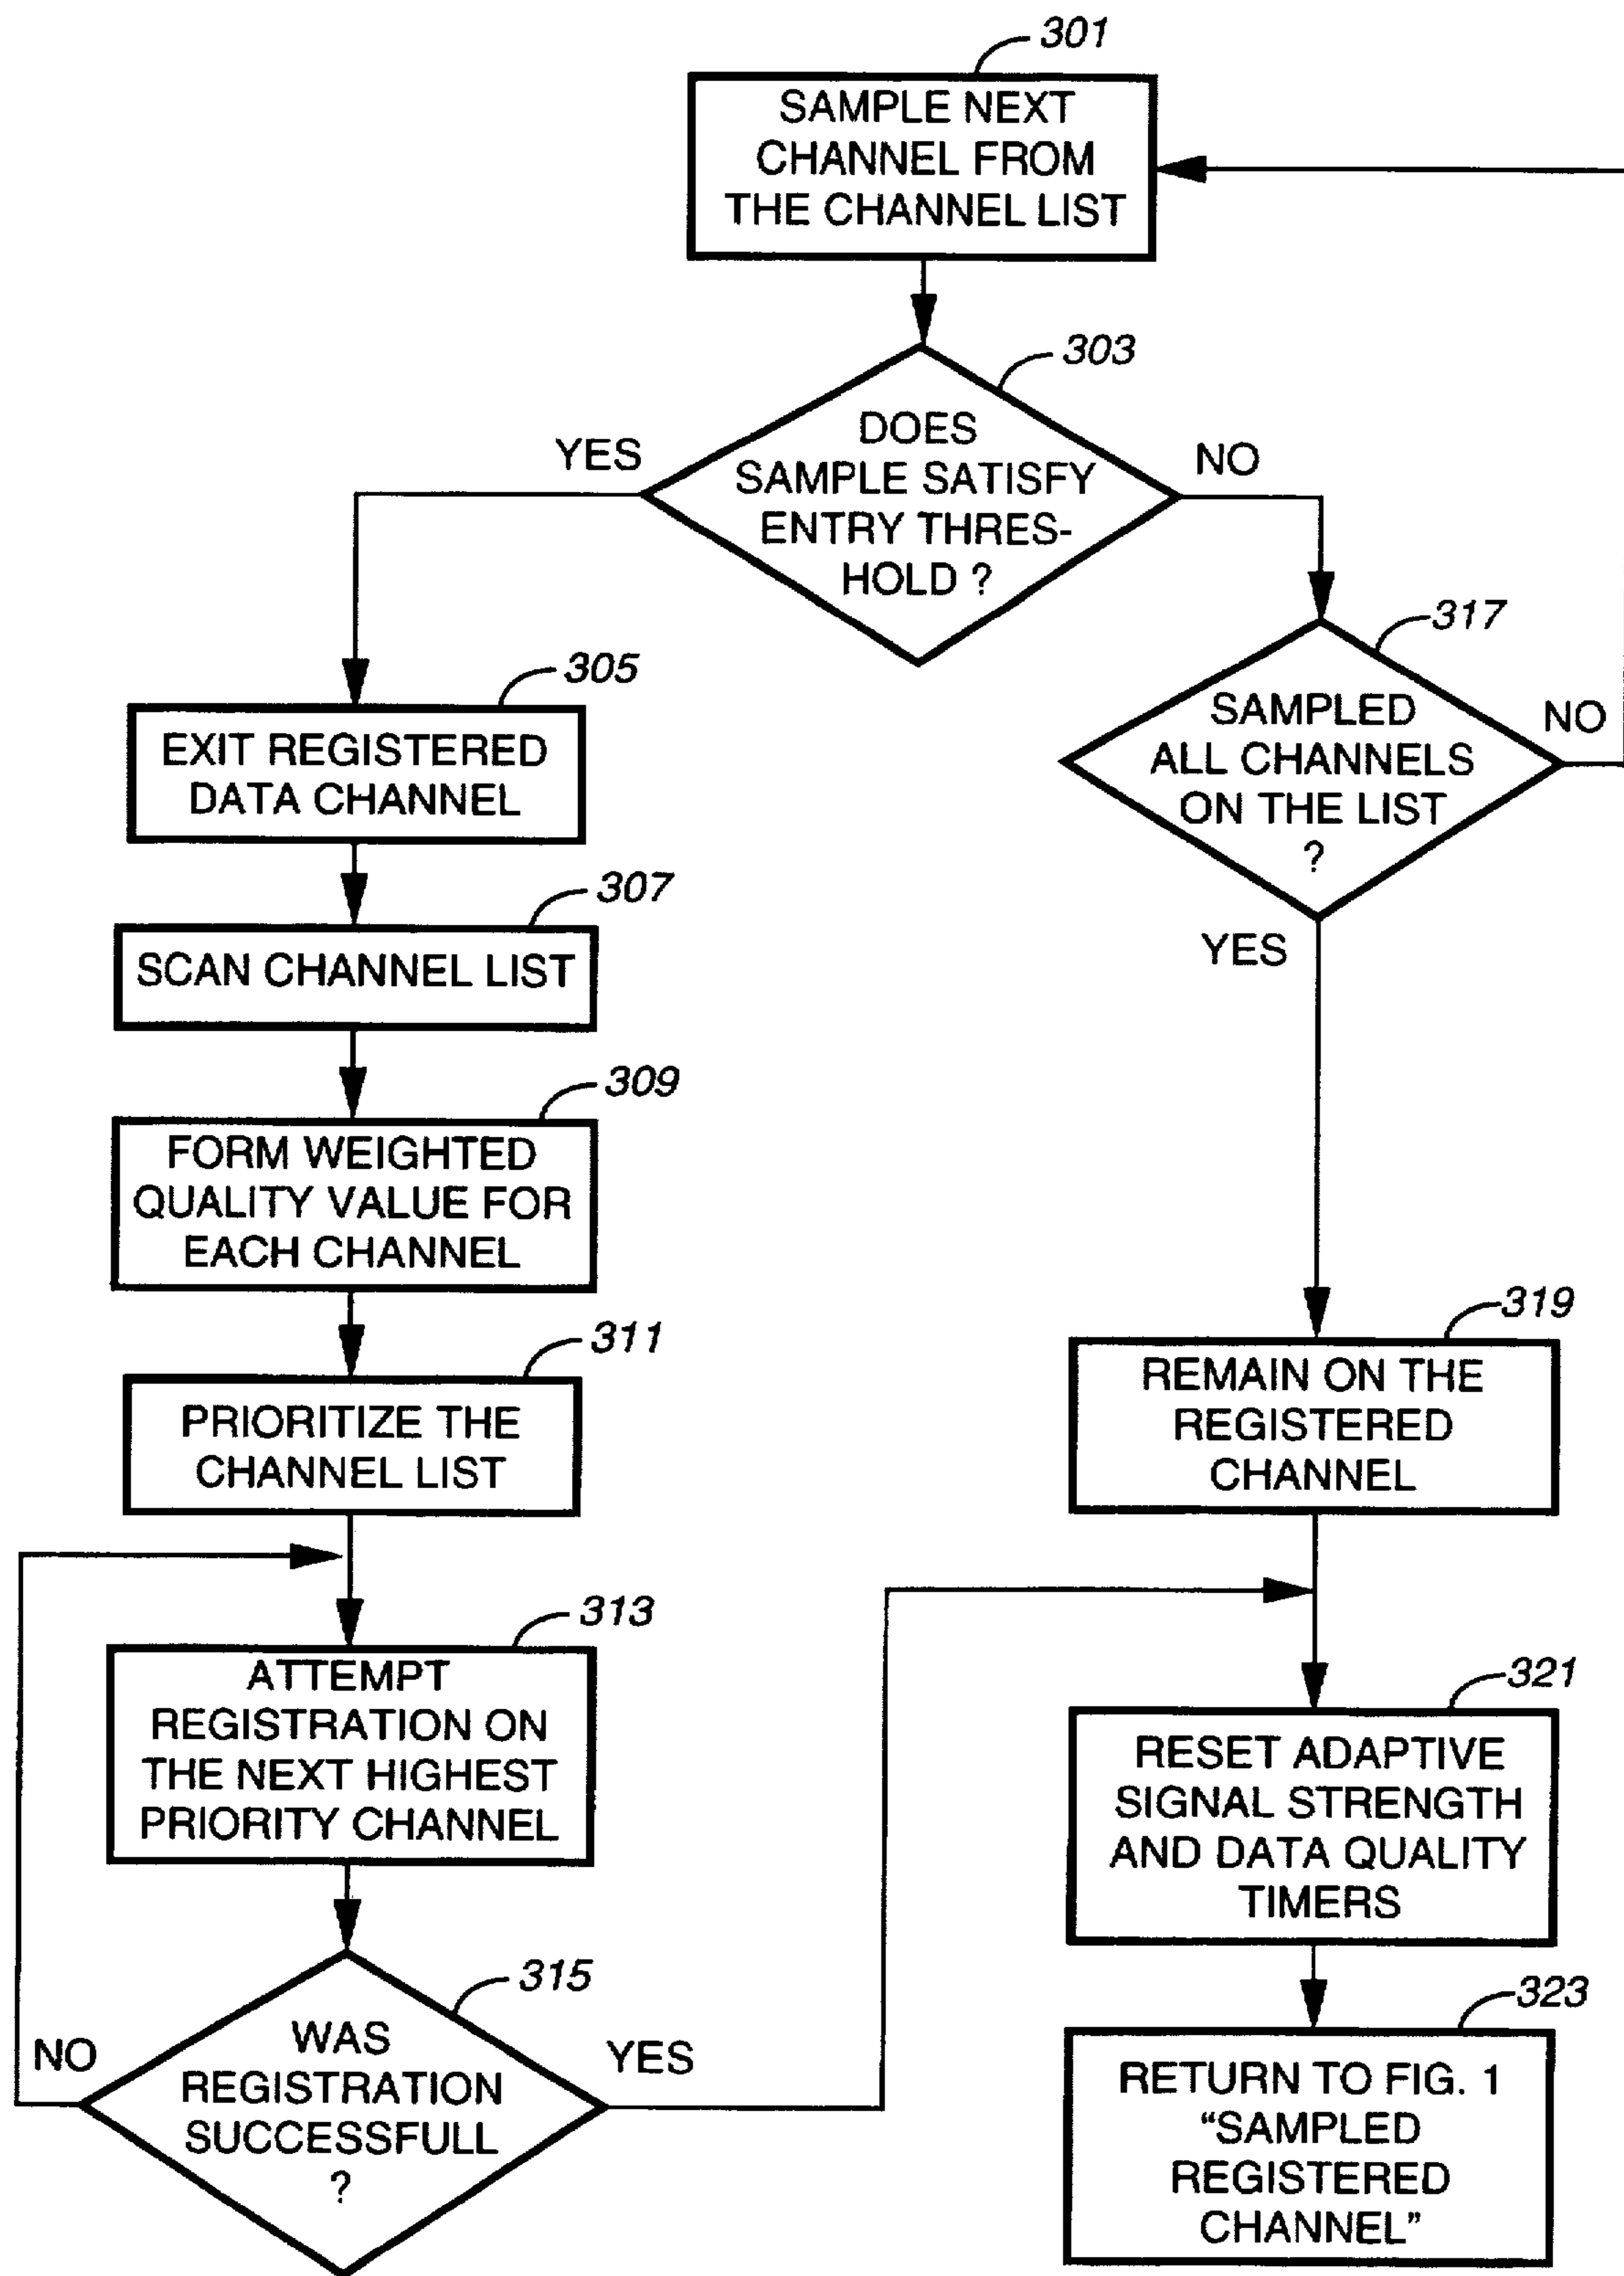 301
SAMPLE NEXT
CHANNEL FROM
THE CHANNEL LIST
303
DOES
SAMPLE SATISFY
ENTRY THRES-
HOLD ?
YES
NO
305
EXIT REGISTERED
DATA CHANNEL
317
SAMPLED
ALL CHANNELS
ON THE LIST
?
NO
YES
307
SCAN CHANNEL LIST
309
FORM WEIGHTED
QUALITY VALUE FOR
EACH CHANNEL
311
PRIORITIZE THE
CHANNEL LIST
313
ATTEMPT
REGISTRATION ON
THE NEXT HIGHEST
PRIORITY CHANNEL
315
WAS
REGISTRATION
SUCCESSFULL
?
NO
YES
319
REMAIN ON THE
REGISTERED
CHANNEL
321
RESET ADAPTIVE
SIGNAL STRENGTH
AND DATA QUALITY
TIMERS
323
RETURN TO FIG. 1
“SAMPLED
REGISTERED
CHANNEL”